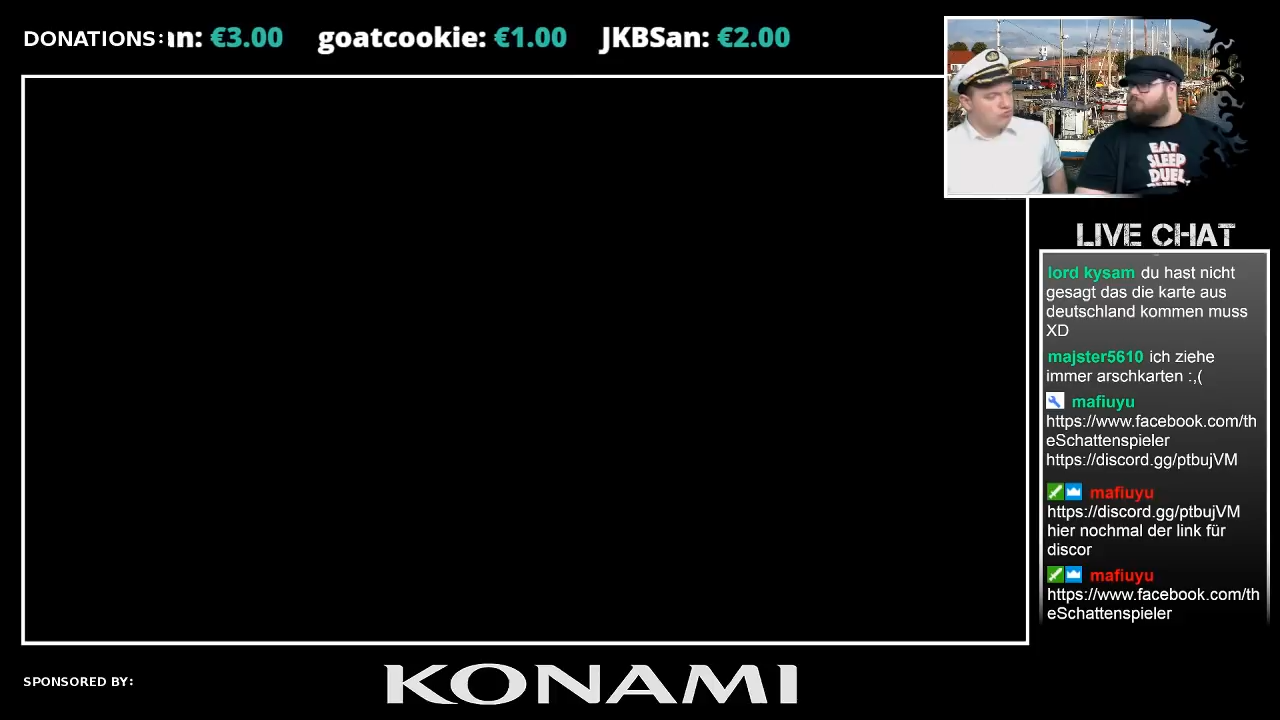 DONATIONS: n: €3.00 goatcookie: €1.00 JKBSan: €2.00
EAT
SLEEP
DUEL
LIVE CHAT
lord kysam du hast nicht
gesagt das die karte aus
deutschland kommen muss
XD
majster5610 ich ziehe
immer arschkarten :,(
mafiuyu
https://www.facebook.com/th
eSchattenspieler
https://discord.gg/ptbujVM
mafiuyu
https://discord.gg/ptbujVM
hier nochmal der link für
discor
mafiuyu
https://www.facebook.com/th
eSchattenspieler
SPONSORED BY:
KONAMI